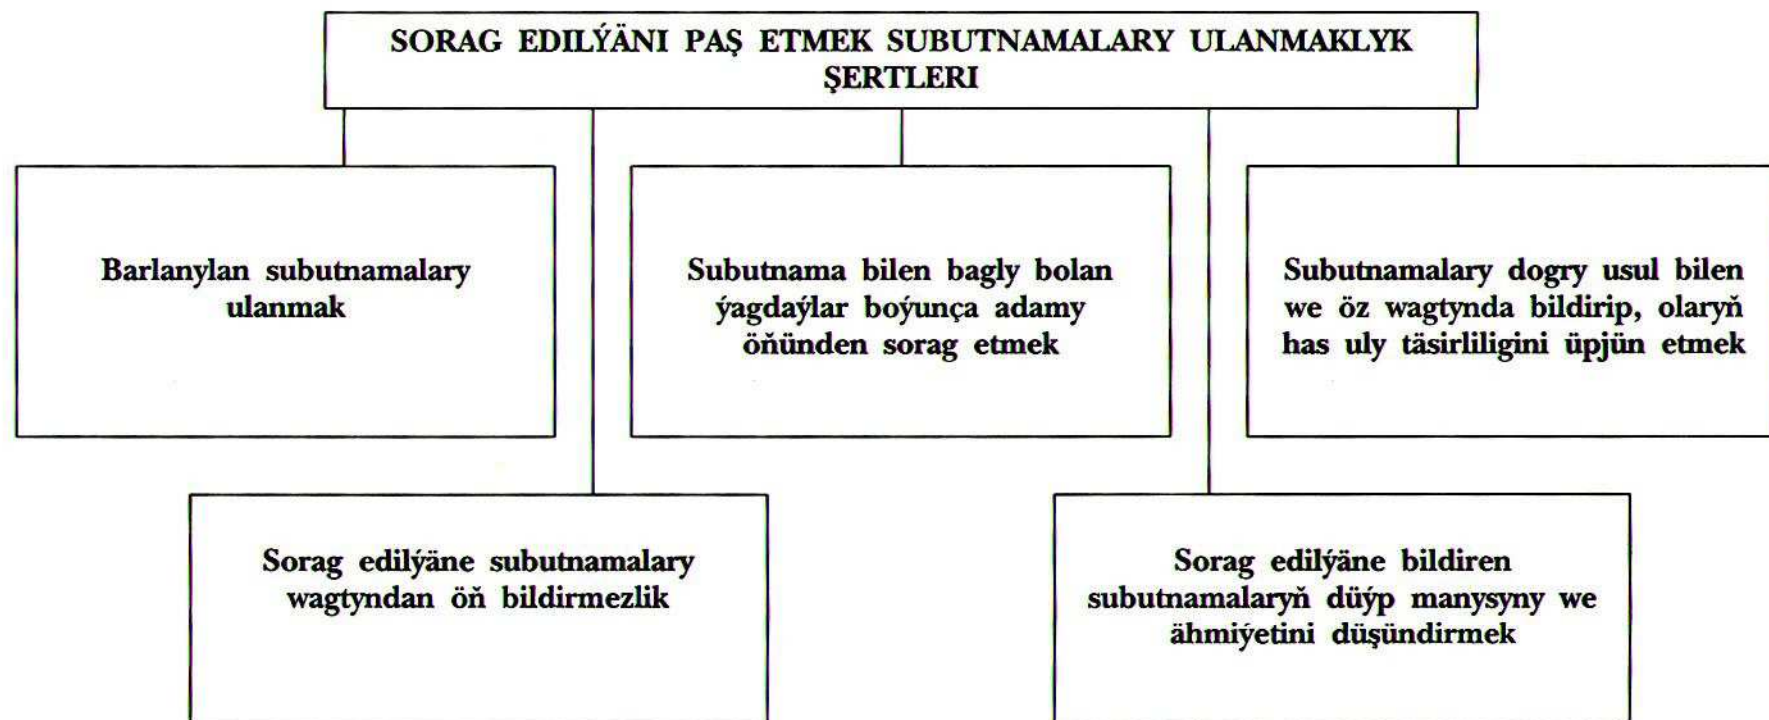 SORAG EDILÝÄNI PAŞ ETMEK SUBUTNAMALARY ULANMAKLYK
ŞERTLERI
Barlanylan subutnamalary
ulanmak
Subutnama bilen bagly bolan
ýagdaýlar boýunça adamy
öňünden sorag etmek
Subutnamalary dogry usul bilen
we öz wagtynda bildirip, olaryň
has uly täsirliligini üpjün etmek
Sorag edilýäne subutnamalary
wagtyndan öň bildirmezlik
Sorag edilýäne bildiren
subutnamalaryň düýp manysyny we
ähmiýetini düşündirmek